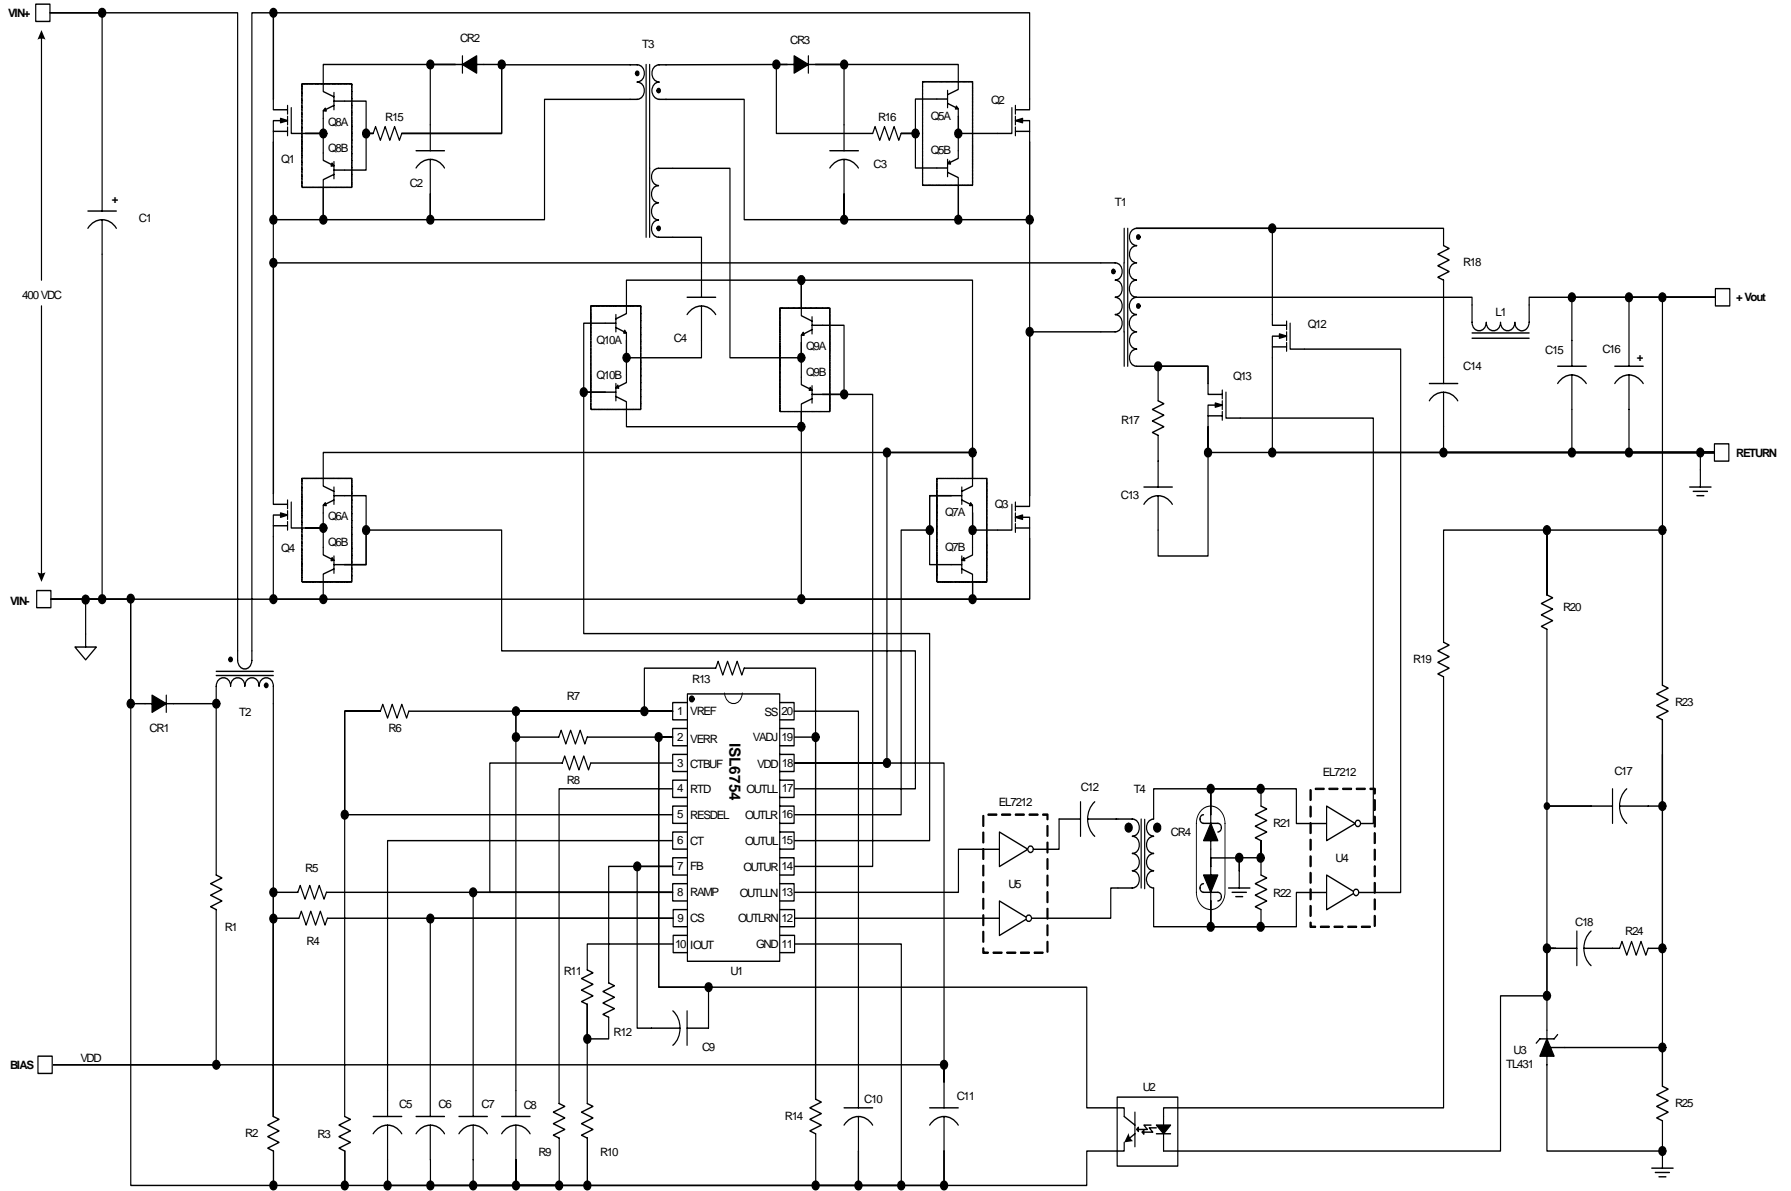 VIN+
CR2
T3
CR3
Q8A
Q8B
R15
Q1
C2
R16
C3
Q5A
Q5B
Q2
C1
+
T1
400 VDC
Q10A
Q10B
C4
Q9A
Q9B
R18
L1
+ Vout
Q12
C14
C15
C16
+
Q13
R17
C13
RETURN
Q6A
Q6B
Q4
Q7A
Q7B
Q3
VIN-
R20
R19
R23
R13
CR1
T2
R6
R7
R8
1 VREF
2 VERR
3 CTBUF
4 RTD
5 RESDEL
6 CT
7 FB
8 RAMP
9 CS
10 IOUT
ISL6754
SS 20
VADJ 19
VDD 18
OUTLL 17
OUTLR 16
OUTUL 15
OUTUR 14
OUTLLN 13
OUTLRN 12
GND 11
U1
EL7212
U5
C12
T4
CR4
R21
R22
EL7212
U4
C17
R5
R4
R1
R11
R12
C9
C18
R24
U3
TL431
BIAS
VDD
U2
R2
R3
C5
C6
C7
C8
R9
R10
R14
C10
C11
R25